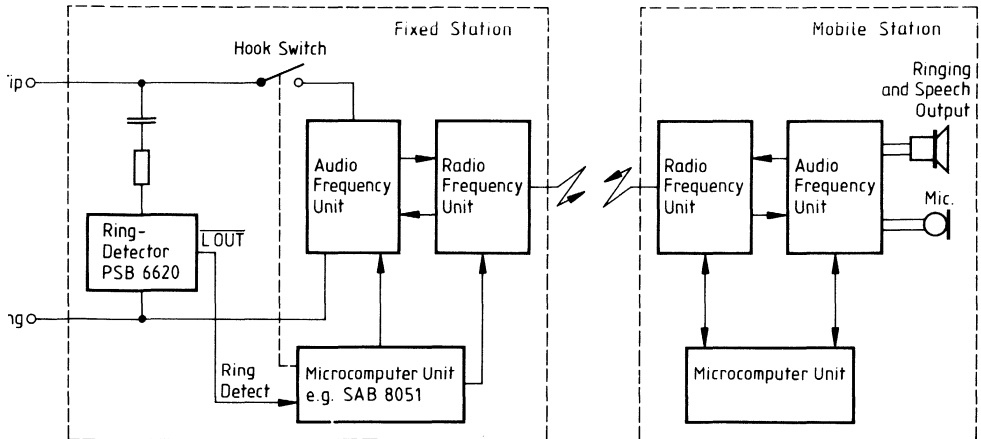 Fixed Station
Mobile Station
Hook Switch
Ringing
and Speech
Output
Audio
Frequency
Unit
Radio
Frequency
Unit
Radio
Frequency
Unit
Audio
Frequency
Unit
Mic.
Ring-
Detector
PSB 6620
L OUT
Ring
Detect
Microcomputer Unit
e.g. SAB 8051
Microcomputer Unit